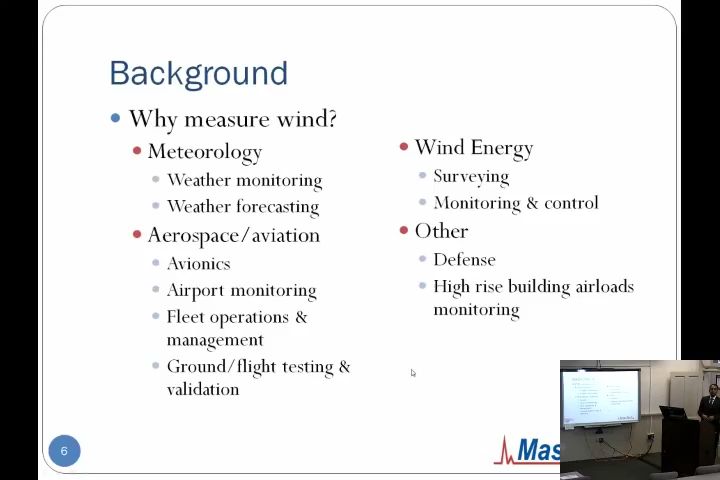 Background
Why measure wind?
Meteorology
Weather monitoring
Weather forecasting
Aerospace/aviation
Avionics
Airport monitoring
Fleet operations &
management
Ground/flight testing &
validation
Wind Energy
Surveying
Monitoring & control
Other
Defense
High rise building airloads
monitoring
6